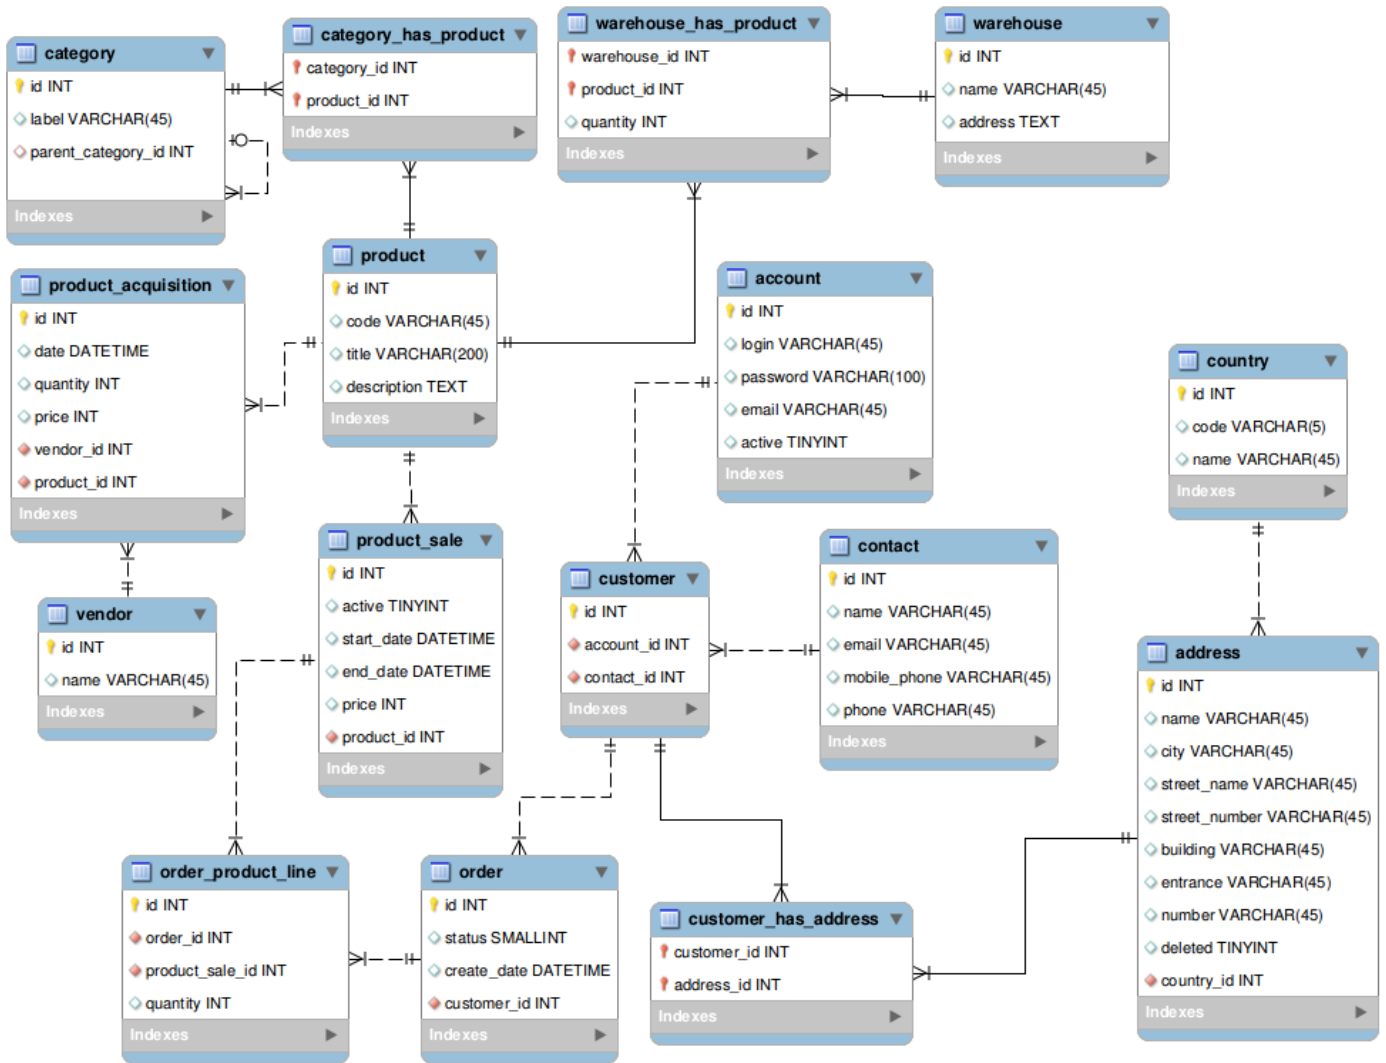 category
id INT
label VARCHAR(45)
parent_category_id INT
Indexes
category_has_product
category_id INT
product_id INT
Indexes
warehouse_has_product
warehouse_id INT
product_id INT
quantity INT
Indexes
warehouse
id INT
name VARCHAR(45)
address TEXT
Indexes
product_acquisition
id INT
date DATETIME
quantity INT
price INT
vendor_id INT
product_id INT
Indexes
product
id INT
code VARCHAR(45)
title VARCHAR(200)
description TEXT
Indexes
account
id INT
login VARCHAR(45)
password VARCHAR(100)
email VARCHAR(45)
active TINYINT
Indexes
country
id INT
code VARCHAR(5)
name VARCHAR(45)
Indexes
vendor
id INT
name VARCHAR(45)
Indexes
product_sale
id INT
active TINYINT
start_date DATETIME
end_date DATETIME
price INT
product_id INT
Indexes
customer
id INT
account_id INT
contact_id INT
Indexes
contact
id INT
name VARCHAR(45)
email VARCHAR(45)
mobile_phone VARCHAR(45)
phone VARCHAR(45)
Indexes
address
id INT
name VARCHAR(45)
city VARCHAR(45)
street_name VARCHAR(45)
street_number VARCHAR(45)
building VARCHAR(45)
entrance VARCHAR(45)
number VARCHAR(45)
deleted TINYINT
country_id INT
Indexes
order_product_line
id INT
order_id INT
product_sale_id INT
quantity INT
Indexes
order
id INT
status SMALLINT
create_date DATETIME
customer_id INT
Indexes
customer_has_address
customer_id INT
address_id INT
Indexes